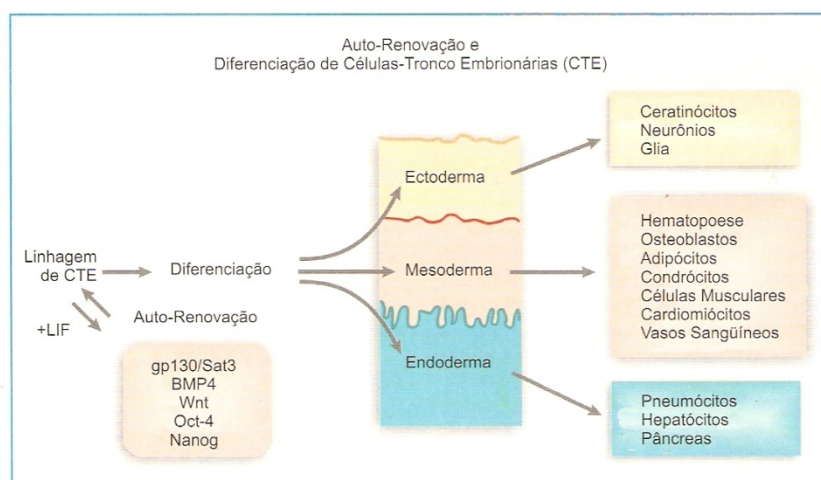 Auto-Renovação e
Diferenciação de Células-Tronco Embrionárias (CTE)
Ceratinócitos
Neurônios
Glia
Ectoderma
Linhagem
de CTE
Diferenciação
Mesoderma
Hematopoese
Osteoblastos
Adipócitos
Condrócitos
Células Musculares
Cardiomiócitos
Vasos Sangüíneos
+LIF
Auto-Renovação
gp130/Sat3
BMP4
Wnt
Oct-4
Nanog
Endoderma
Pneumócitos
Hepatócitos
Pâncreas